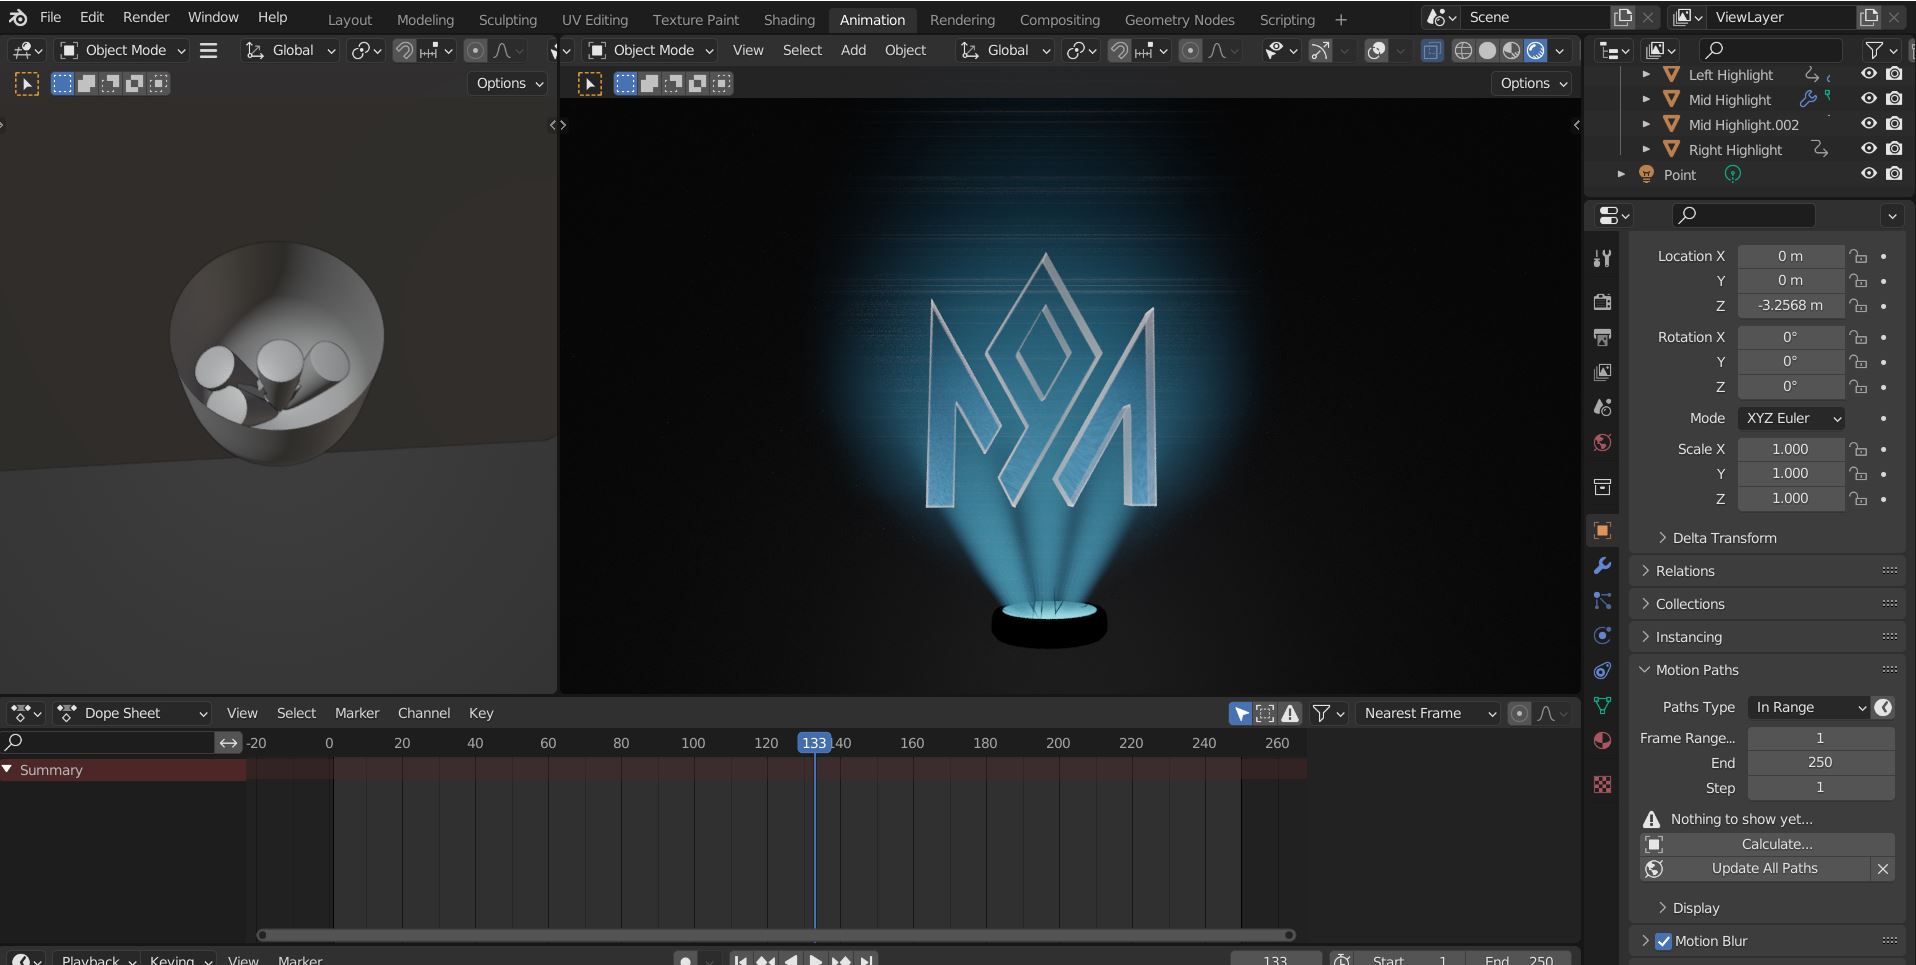 File Edit Render Window Help Layout Modeling Sculpting UV Editing Texture Paint Shading Animation Rendering Compositing Geometry Nodes Scripting + Scene ViewLayer
Object Mode Global Object Mode View Select Add Object Global
Options Options
Left Highlight
Mid Highlight
Mid Highlight.002
Right Highlight
Point
Location X 0 m
Y 0 m
Z -3.2568 m
Rotation X 0°
Y 0°
Z 0°
Mode XYZ Euler
Scale X 1.000
Y 1.000
Z 1.000
Delta Transform
Relations
Collections
Instancing
Motion Paths
Paths Type In Range
Frame Range... 1
End 250
Step 1
Nothing to show yet...
Calculate...
Update All Paths
Display
Motion Blur
Dope Sheet View Select Marker Channel Key Nearest Frame
-20 0 20 40 60 80 100 120 133 140 160 180 200 220 240 260
Summary
Playback Keying View Marker 133 Start 1 End 250